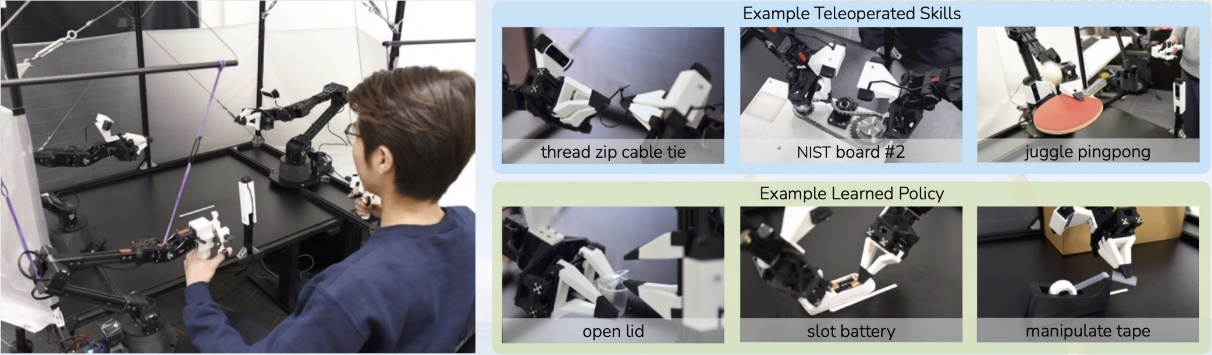 Example Teleoperated Skills
thread zip cable tie
NIST board #2
juggle pingpong
Example Learned Policy
open lid
slot battery
manipulate tape